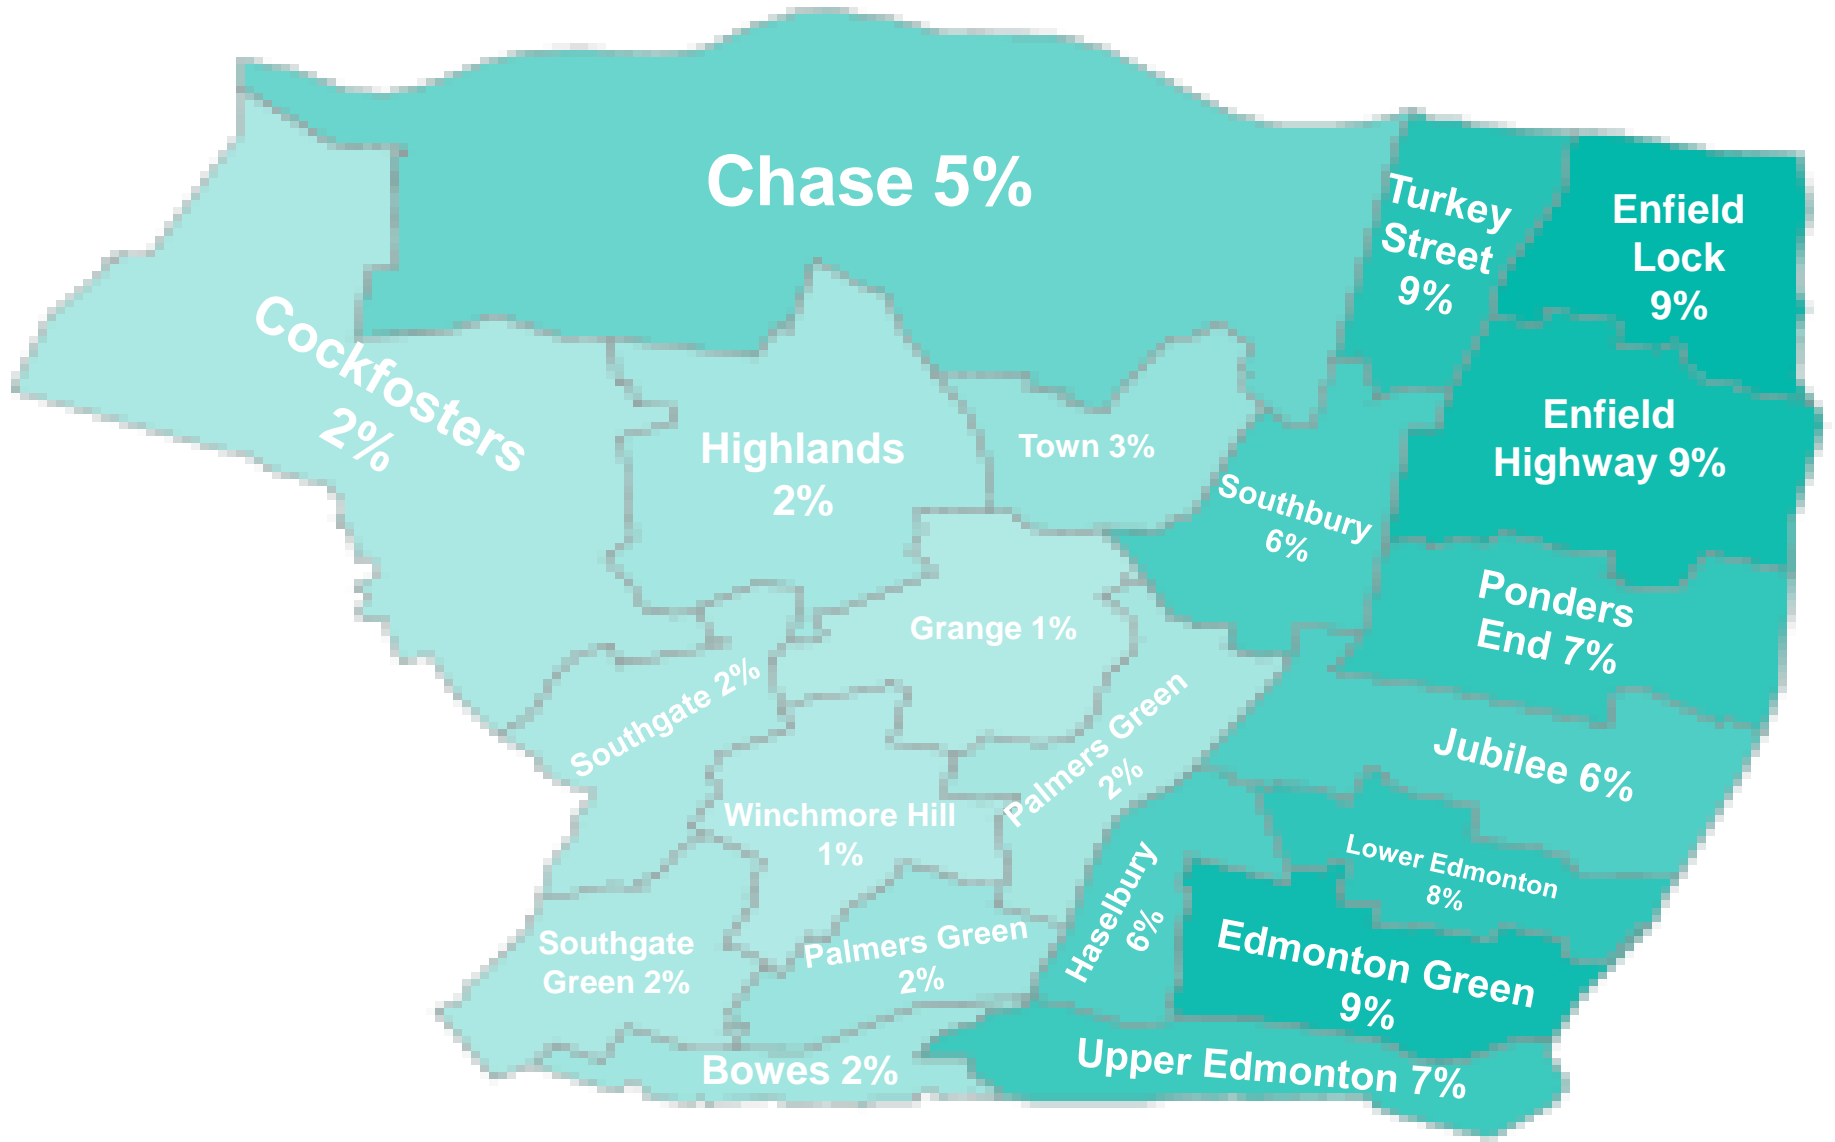 Chase 5%
Turkey
Street
9%
Enfield
Lock
9%
Cockfosters
2%
Highlands
2%
Town 3%
Southbury
6%
Enfield
Highway 9%
Ponders
End 7%
Grange 1%
Southgate 2%
Palmers Green
2%
Jubilee 6%
Winchmore Hill
1%
Haselbury
6%
Lower Edmonton
8%
Southgate
Green 2%
Palmers Green
2%
Edmonton Green
9%
Bowes 2%
Upper Edmonton 7%